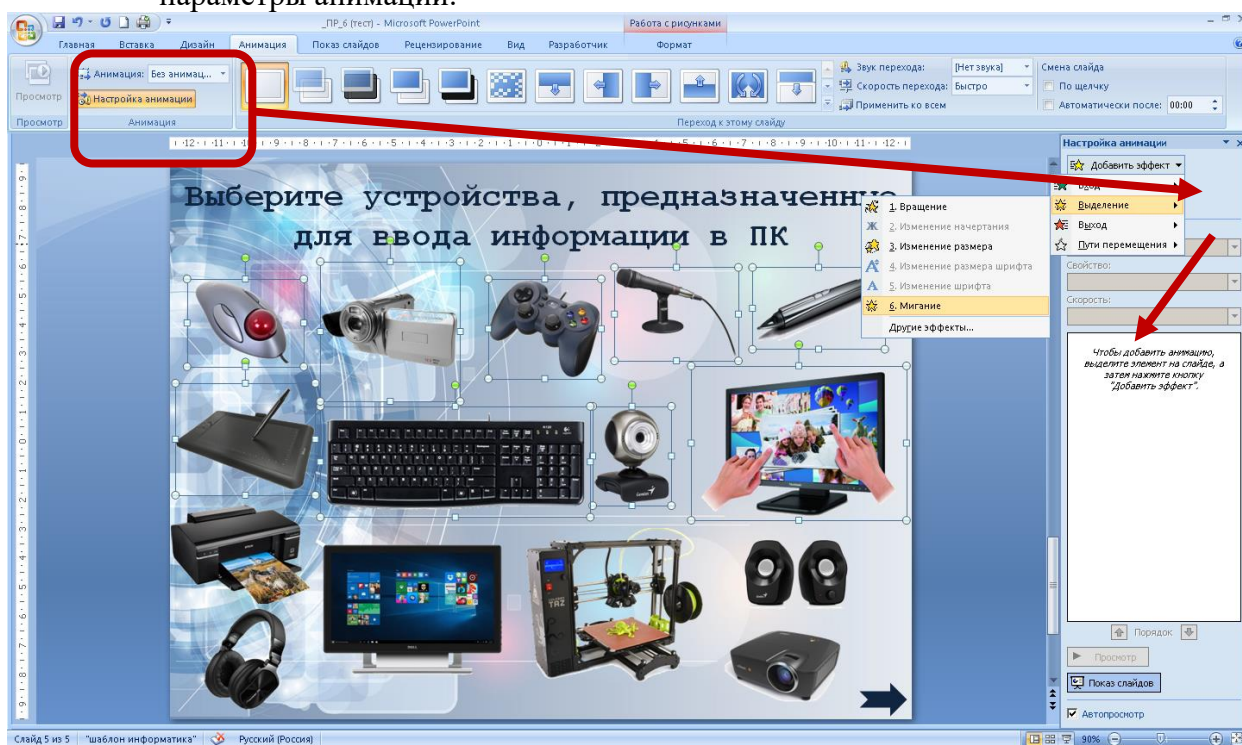 параметры анимации.
_ПР_6 (тест) - Microsoft PowerPoint
Работа с рисунками
Главная Вставка Дизайн Анимация Показ слайдов Рецензирование Вид Разработчик Формат
Просмотр
Анимация: Без анимац...
Настройка анимации
Звук перехода: [Нет звука]
Скорость перехода: Быстро
Применить ко всем
Смена слайда
По щелчку
Автоматически после: 00:00
Просмотр Анимация Переход к этому слайду
Настройка анимации
Добавить эффект
Вход
Выделение
Выход
Пути перемещения
1. Вращение
2. Изменение начертания
3. Изменение размера
4. Изменение размера шрифта
5. Изменение шрифта
6. Мигание
Другие эффекты...
Свойство:
Скорость:
Чтобы добавить анимацию,
выделите элемент на слайде, а
затем нажмите кнопку
"Добавить эффект".
Выберите устройства, предназначенные
для ввода информации в ПК
TAZ
DELL
Порядок
Просмотр
Показ слайдов
Автопросмотр
Слайд 5 из 5 "шаблон информатика" Русский (Россия) 90%